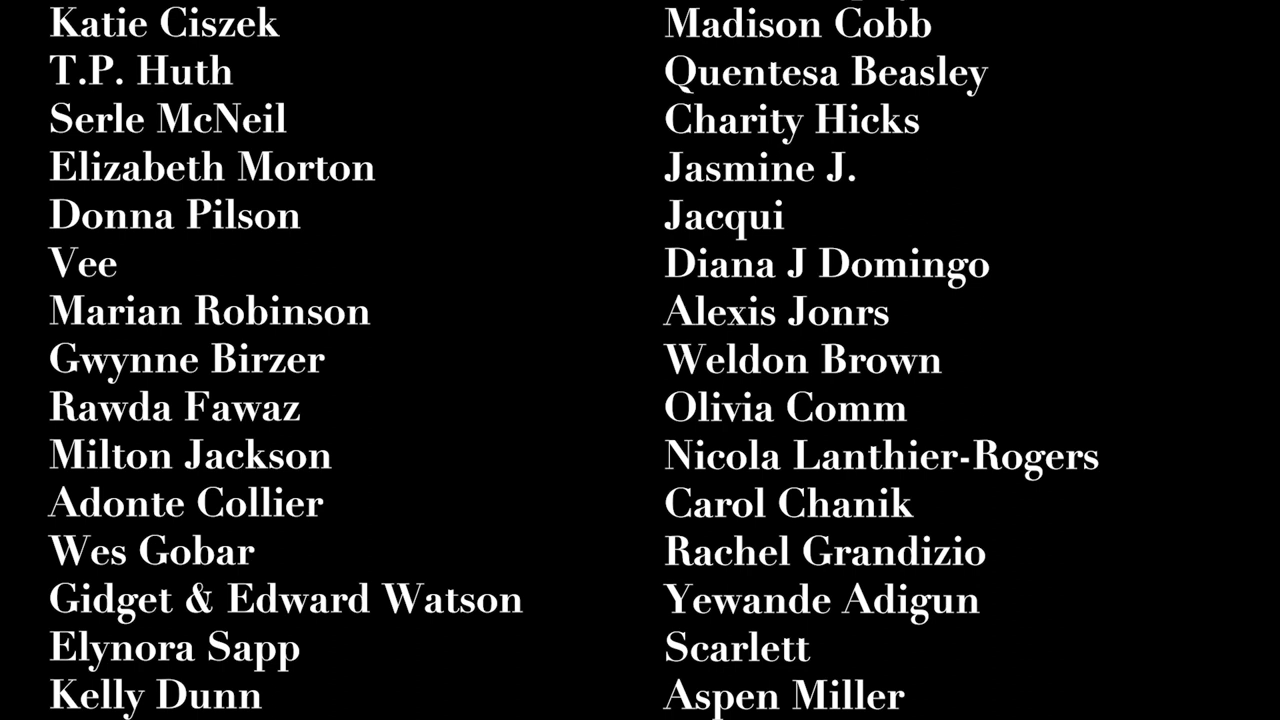 Katie Ciszek
T.P. Huth
Serle McNeil
Elizabeth Morton
Donna Pilson
Vee
Marian Robinson
Gwynne Birzer
Rawda Fawaz
Milton Jackson
Adonte Collier
Wes Gobar
Gidget & Edward Watson
Elynora Sapp
Kelly Dunn
Madison Cobb
Quentesa Beasley
Charity Hicks
Jasmine J.
Jacqui
Diana J Domingo
Alexis Jonrs
Weldon Brown
Olivia Comm
Nicola Lanthier-Rogers
Carol Chanik
Rachel Grandizio
Yewande Adigun
Scarlett
Aspen Miller